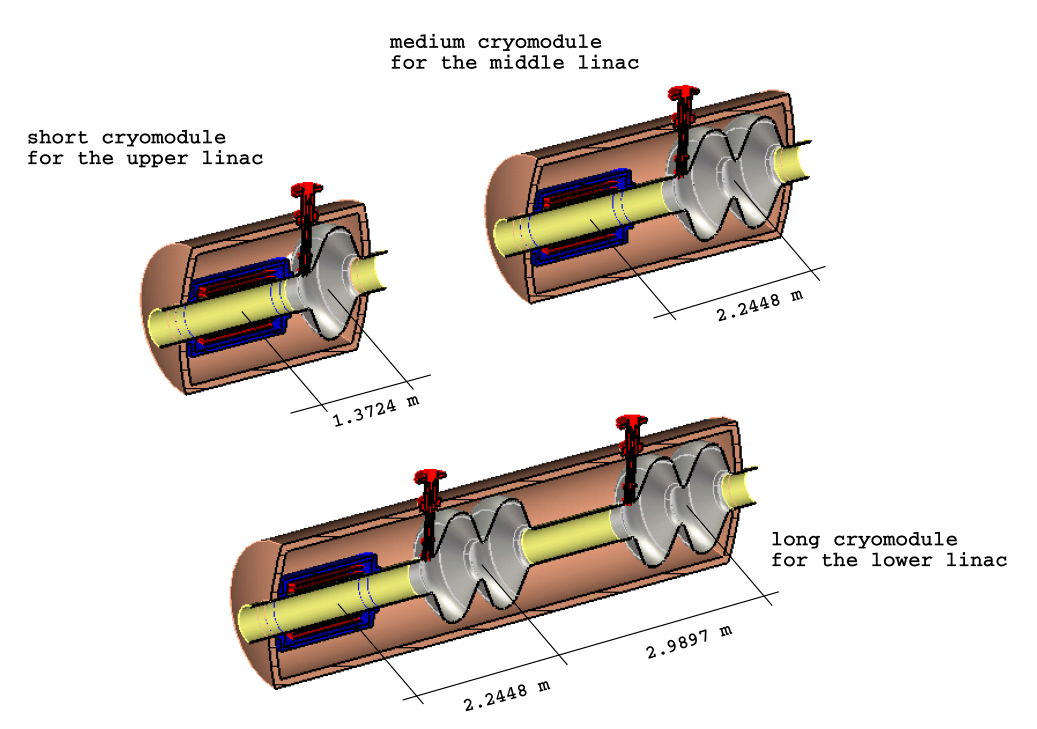 medium cryomodule
for the middle linac
short cryomodule
for the upper linac
2.2448 m
1.3724 m
long cryomodule
for the lower linac
2.9897 m
2.2448 m